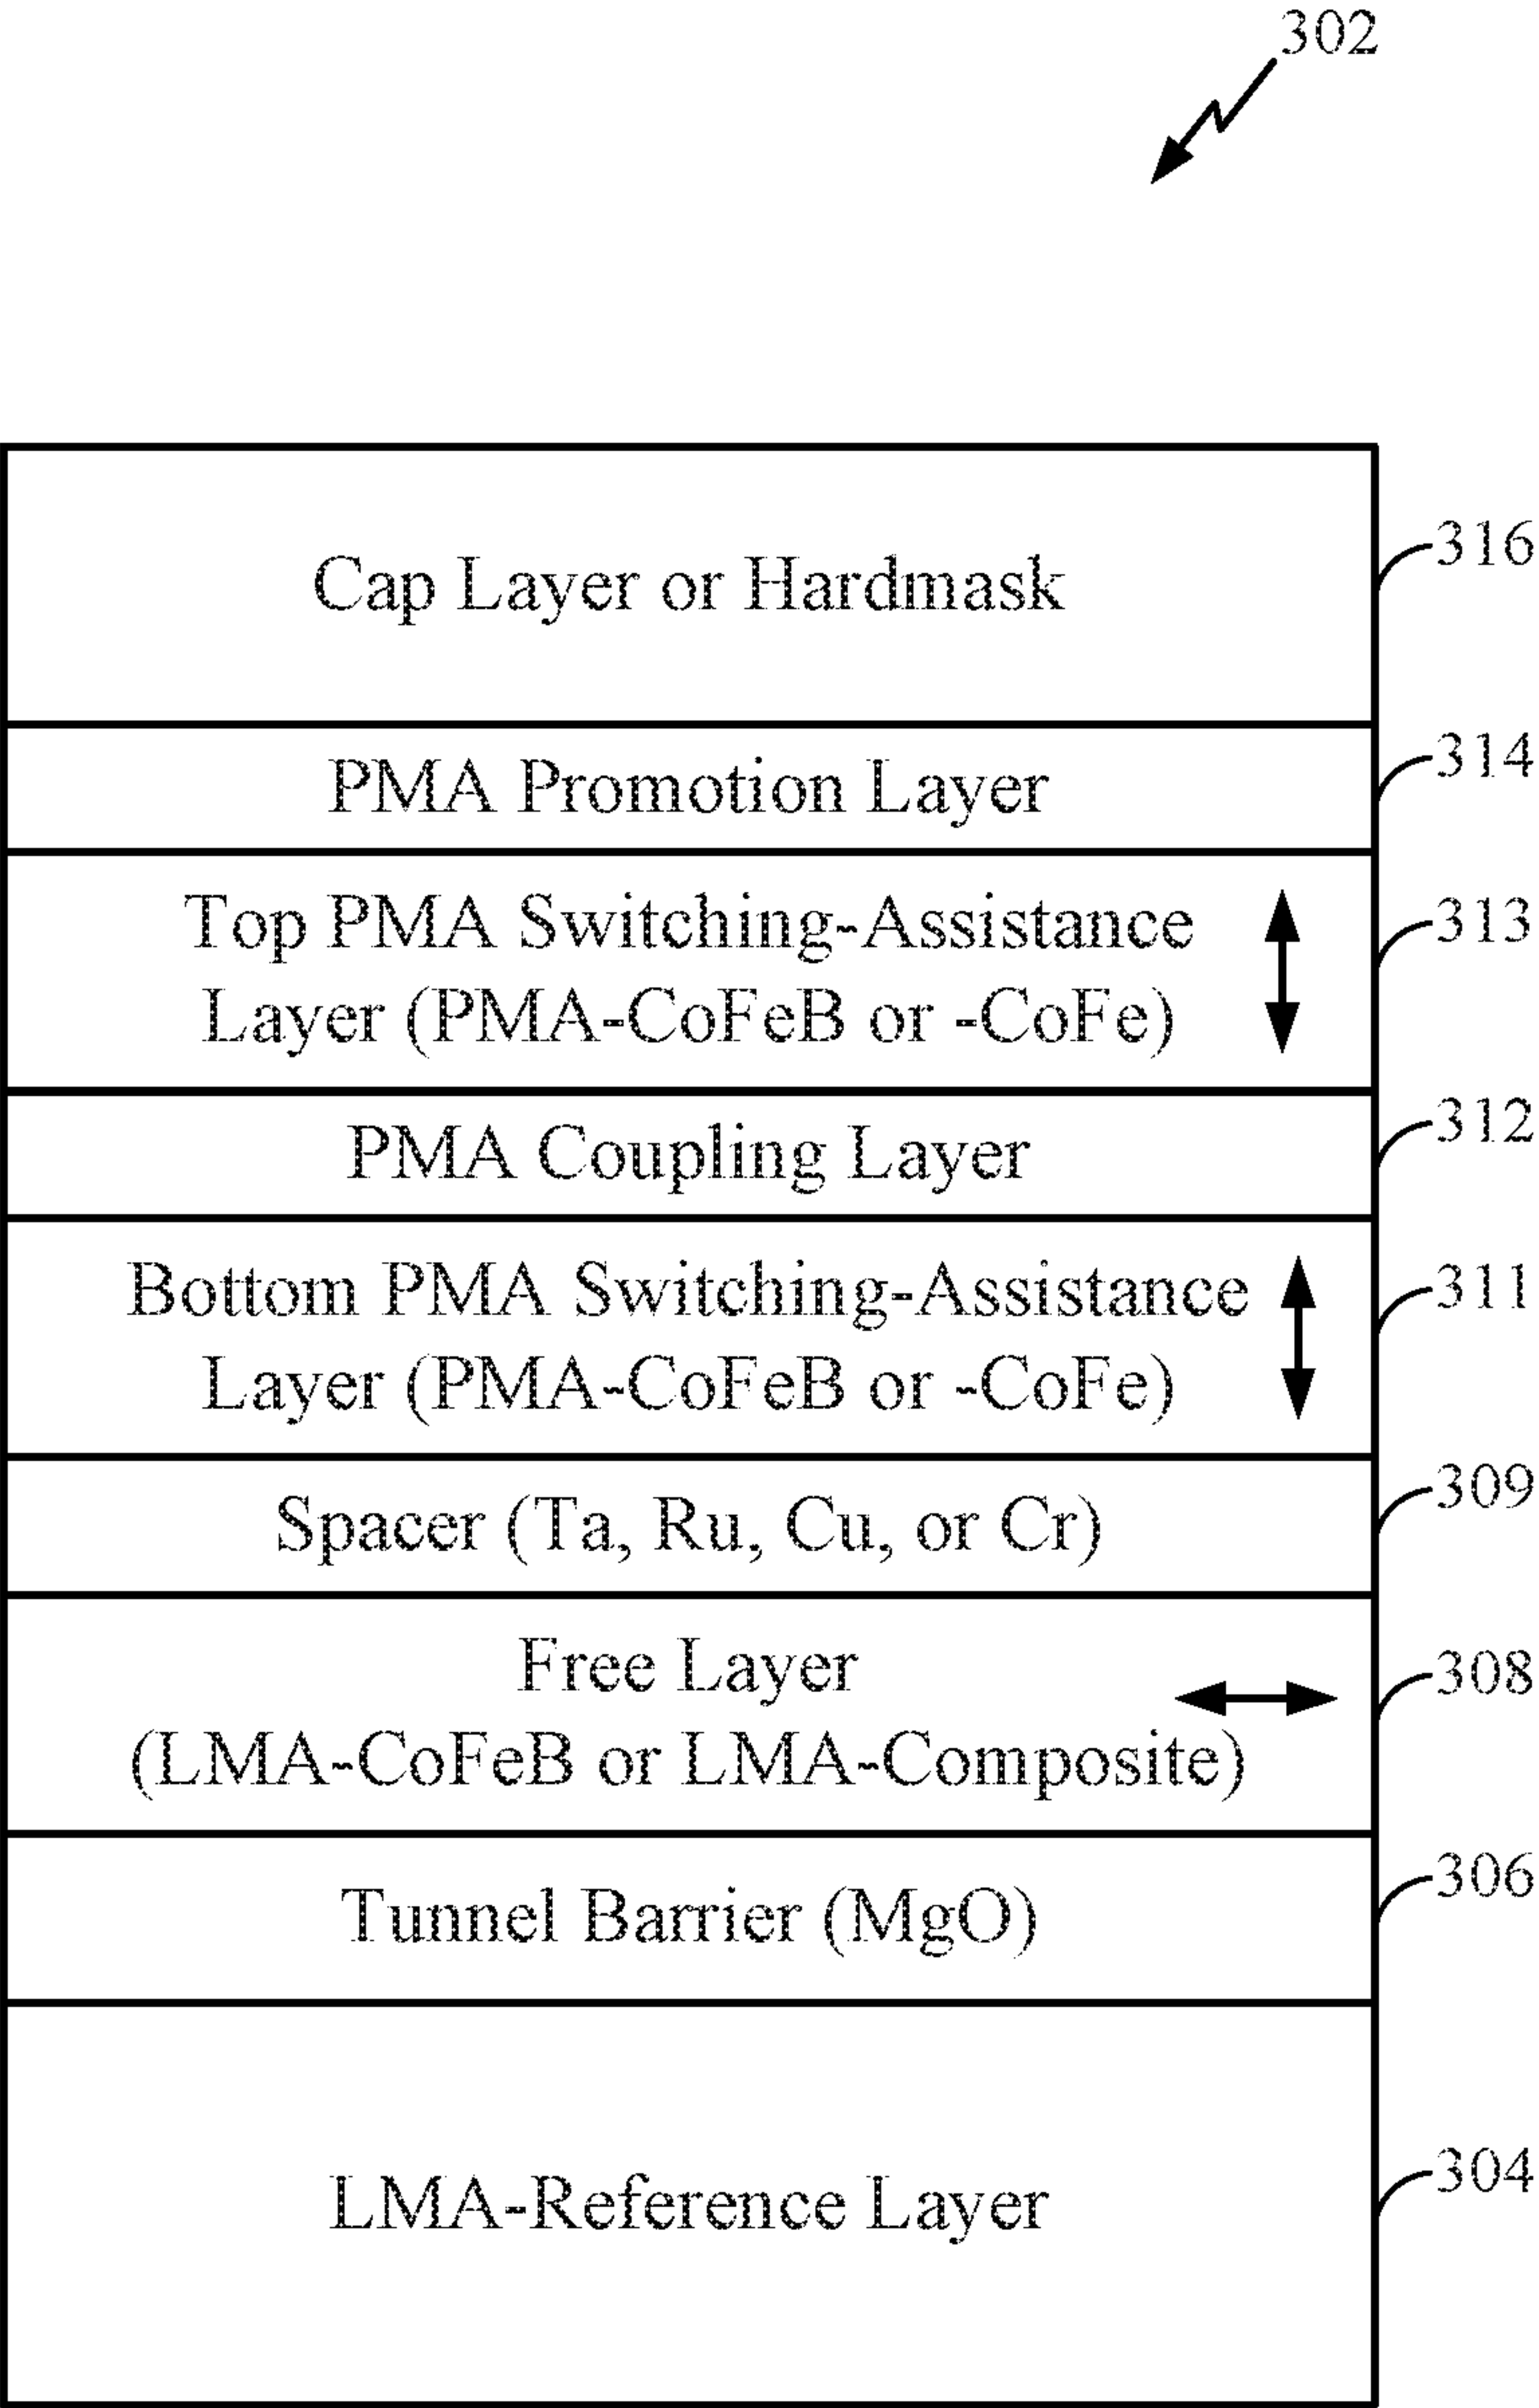 302
Cap Layer or Hardmask
316
PMA Promotion Layer
314
Top PMA Switching-Assistance
Layer (PMA-CoFeB or -CoFe)
313
PMA Coupling Layer
312
Bottom PMA Switching-Assistance
Layer (PMA-CoFeB or -CoFe)
311
Spacer (Ta, Ru, Cu, or Cr)
309
Free Layer
(LMA-CoFeB or LMA-Composite)
308
Tunnel Barrier (MgO)
306
LMA-Reference Layer
304